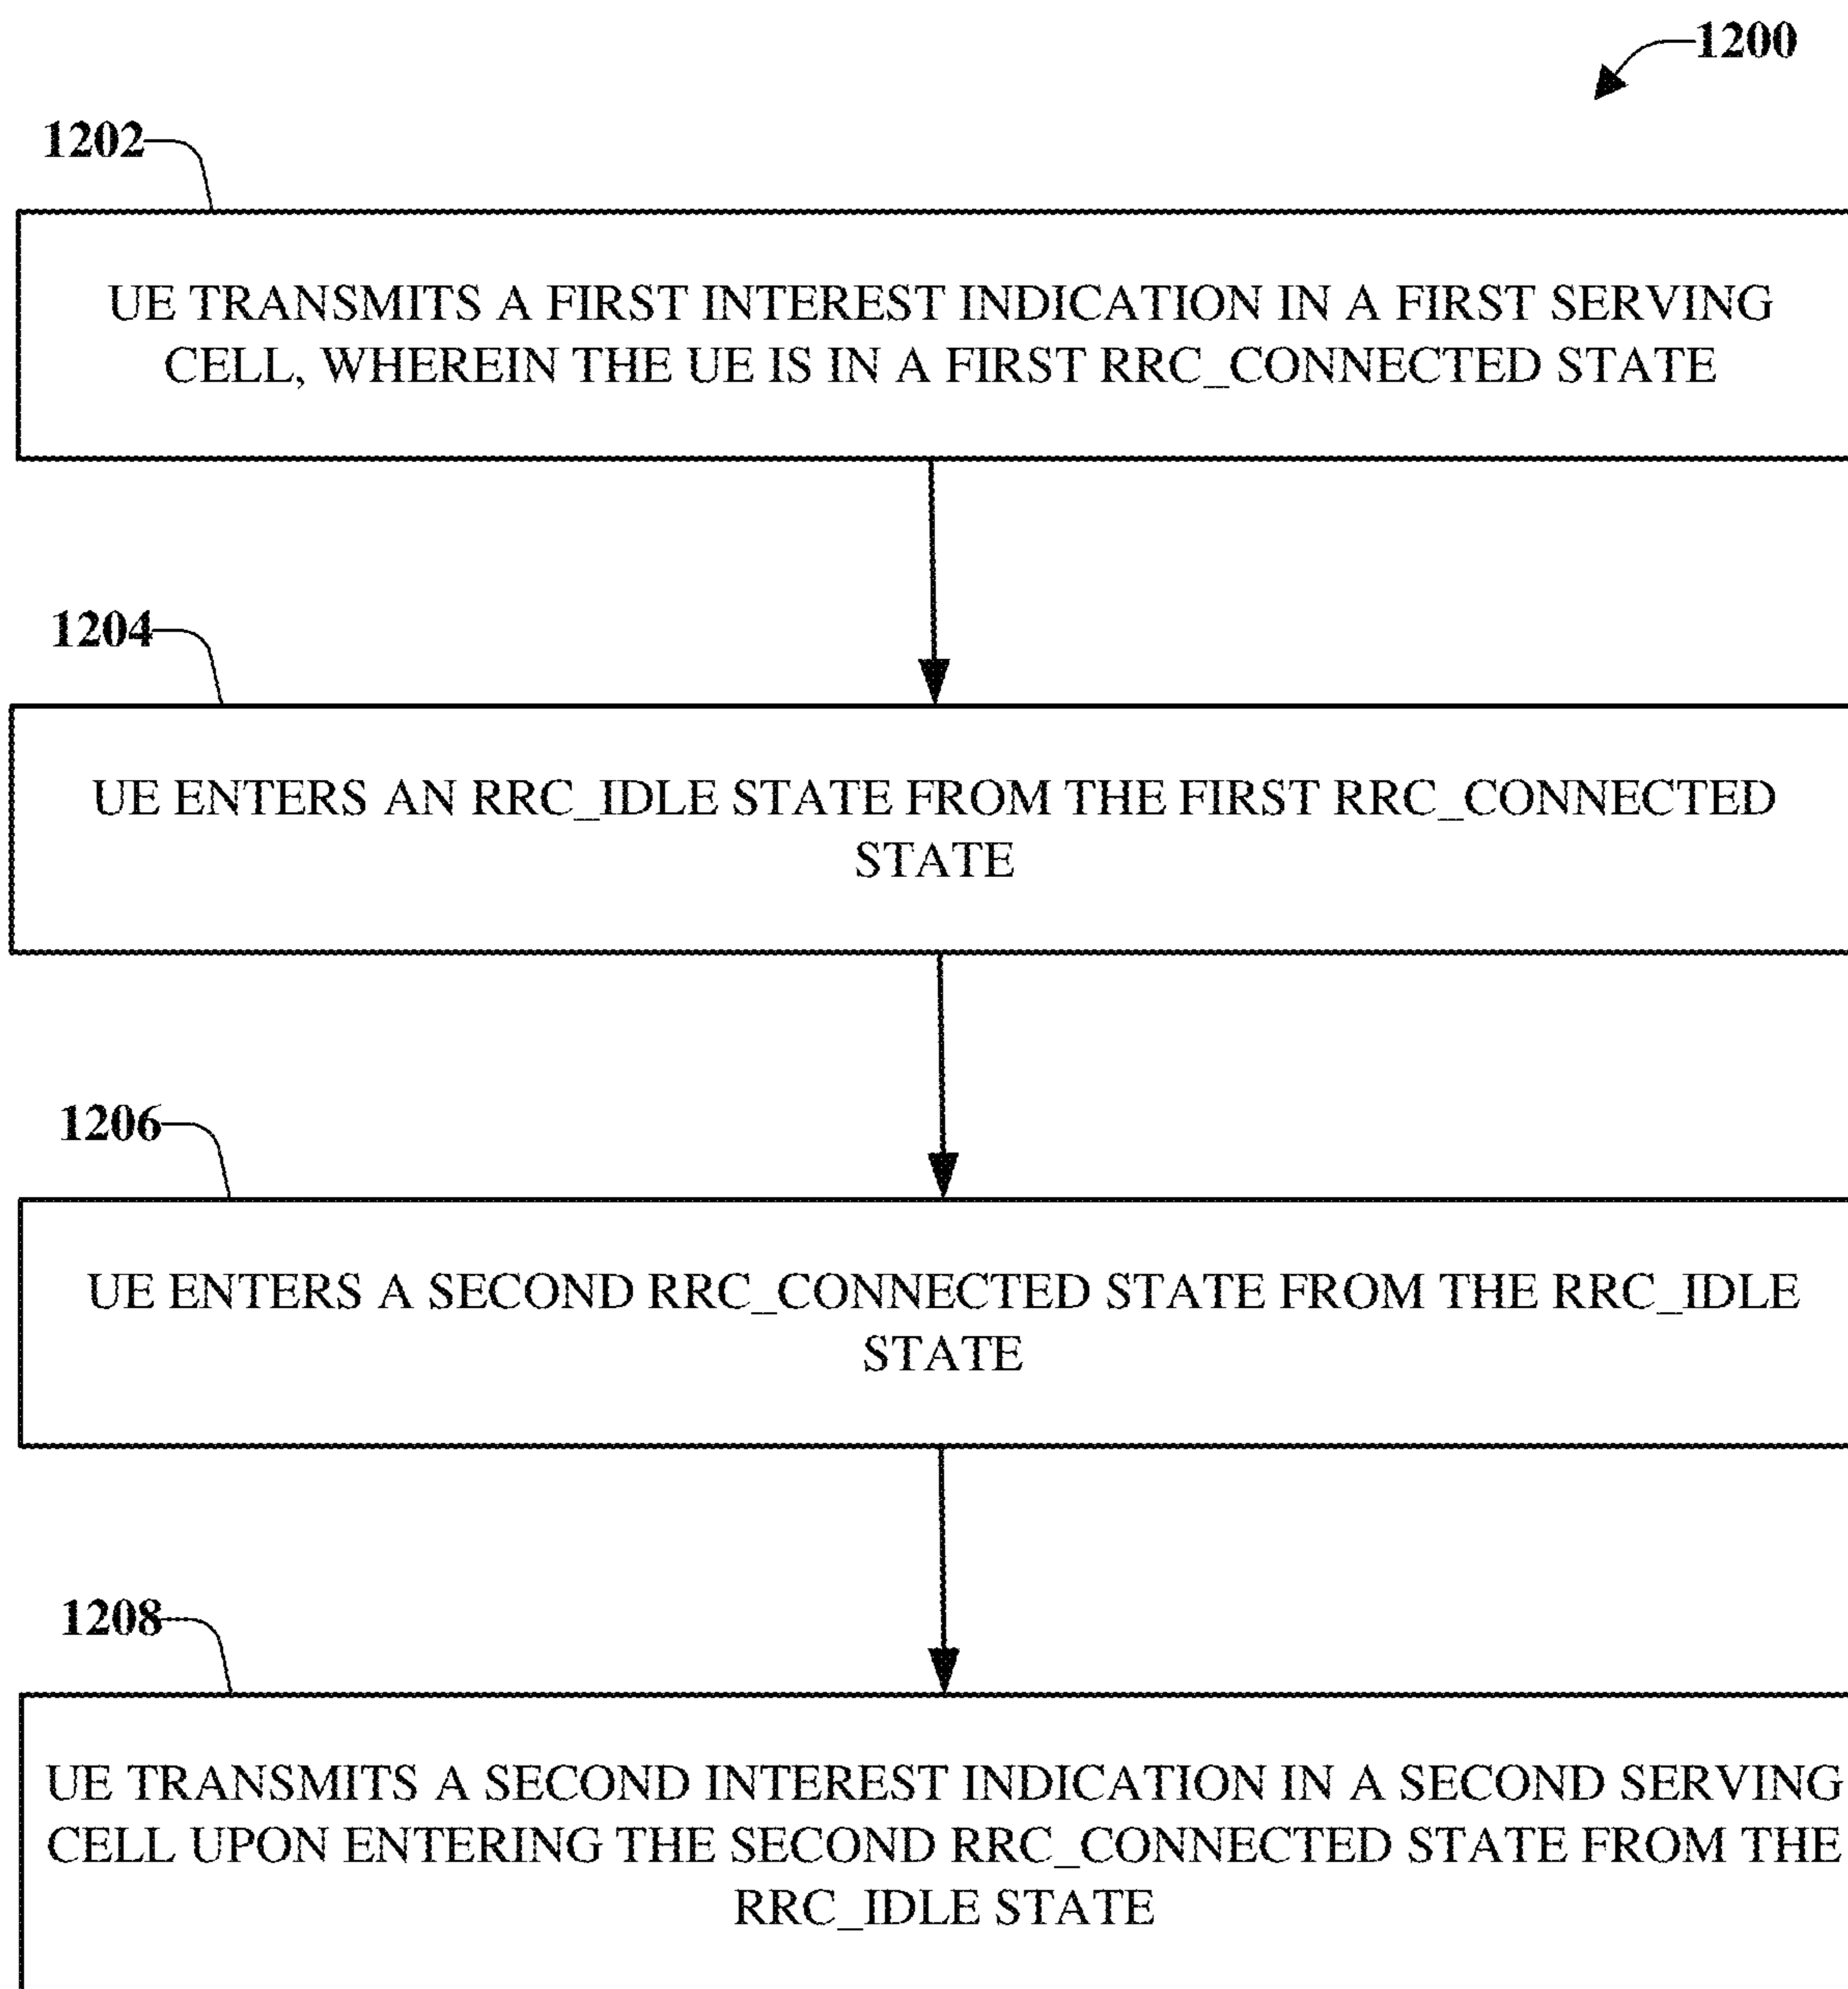 1200
1202
UE TRANSMITS A FIRST INTEREST INDICATION IN A FIRST SERVING
CELL, WHEREIN THE UE IS IN A FIRST RRC_CONNECTED STATE
1204
UE ENTERS AN RRC_IDLE STATE FROM THE FIRST RRC_CONNECTED
STATE
1206
UE ENTERS A SECOND RRC_CONNECTED STATE FROM THE RRC_IDLE
STATE
1208
UE TRANSMITS A SECOND INTEREST INDICATION IN A SECOND SERVING
CELL UPON ENTERING THE SECOND RRC_CONNECTED STATE FROM THE
RRC_IDLE STATE